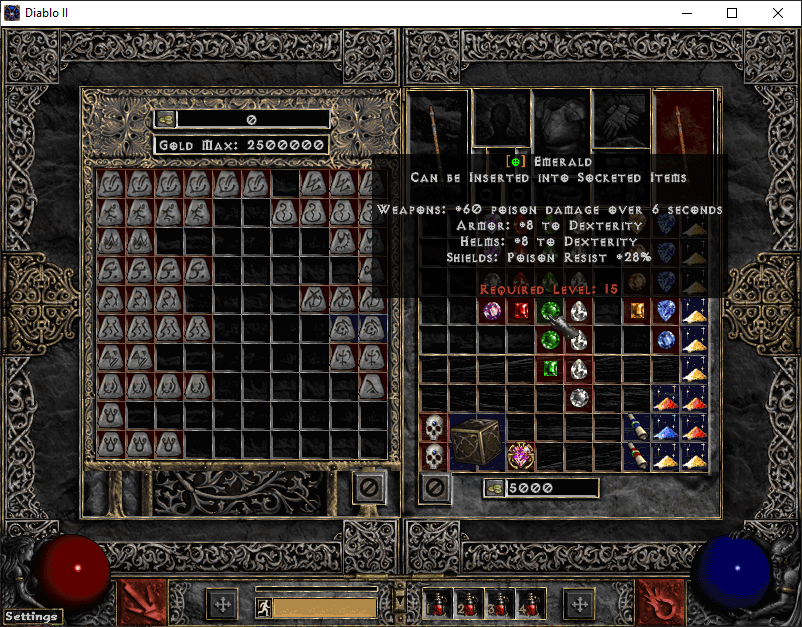 Diablo II
0
Gold Max: 2500000
[☻] Emerald
Can be Inserted into Socketed Items
Weapons: +60 poison damage over 6 seconds
Armor: +8 to Dexterity
Helms: +8 to Dexterity
Shields: Poison Resist +28%
Required Level: 15
5000
1 2 3 4
Settings